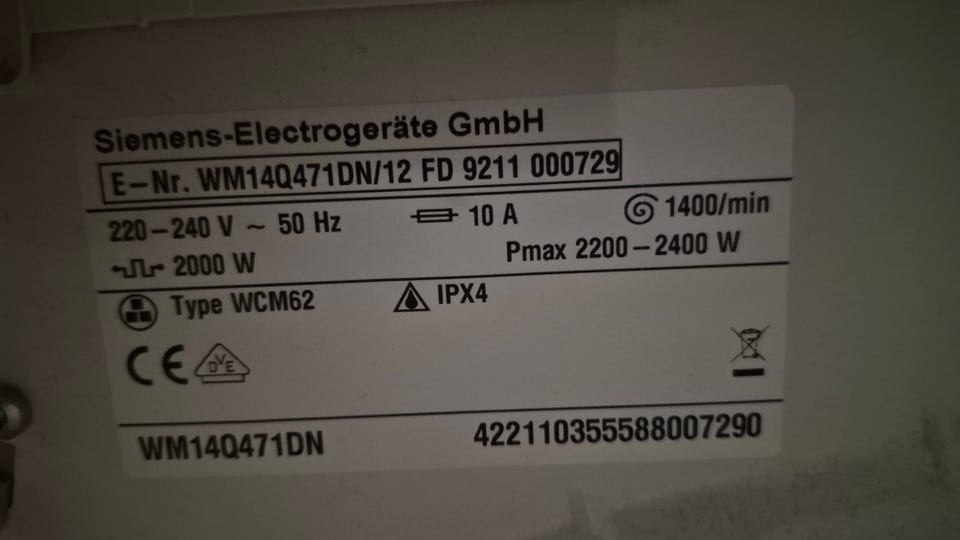 Siemens-Electrogeräte GmbH
E-Nr. WM14Q471DN/12 FD 9211 000729
220-240 V ~ 50 Hz 10 A 1400/min
2000 W Pmax 2200-2400 W
Type WCM62 IPX4
CE DVE
WM14Q471DN 422110355588007290